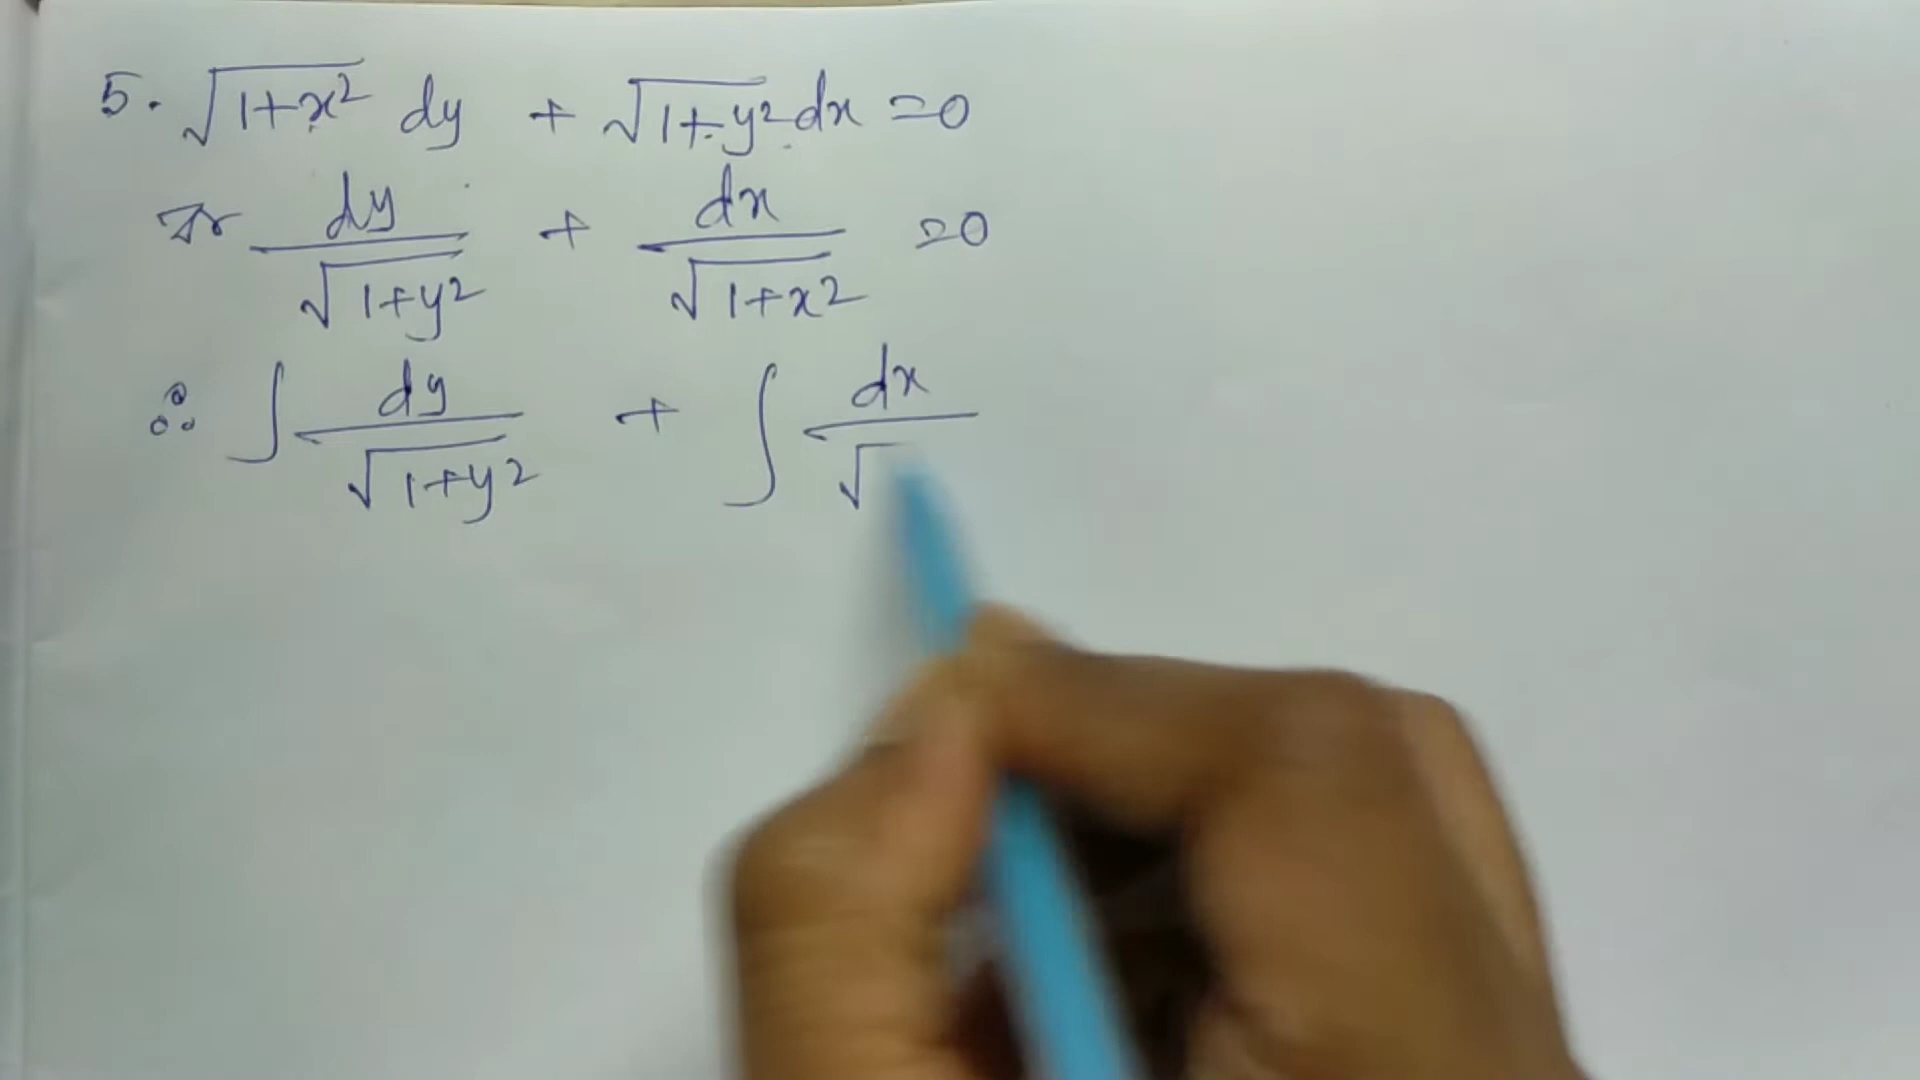 5. √(1+x²) dy + √(1+y²) dx = 0
বা dy/√(1+y²) + dx/√(1+x²) = 0
∴ ∫ dy/√(1+y²) + ∫ dx/√